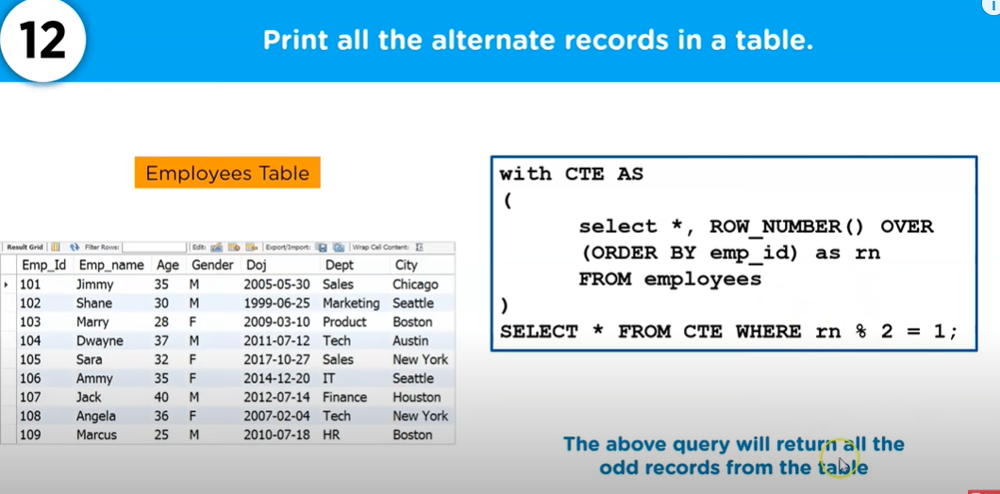 12
Print all the alternate records in a table.
Employees Table
Result Grid Filter Rows: Edit: Export/Import: Wrap Cell Content:
Emp_Id Emp_name Age Gender Doj Dept City
101 Jimmy 35 M 2005-05-30 Sales Chicago
102 Shane 30 M 1999-06-25 Marketing Seattle
103 Marry 28 F 2009-03-10 Product Boston
104 Dwayne 37 M 2011-07-12 Tech Austin
105 Sara 32 F 2017-10-27 Sales New York
106 Ammy 35 F 2014-12-20 IT Seattle
107 Jack 40 M 2012-07-14 Finance Houston
108 Angela 36 F 2007-02-04 Tech New York
109 Marcus 25 M 2010-07-18 HR Boston
with CTE AS
(
select *, ROW_NUMBER() OVER
(ORDER BY emp_id) as rn
FROM employees
)
SELECT * FROM CTE WHERE rn % 2 = 1;
The above query will return all the
odd records from the table